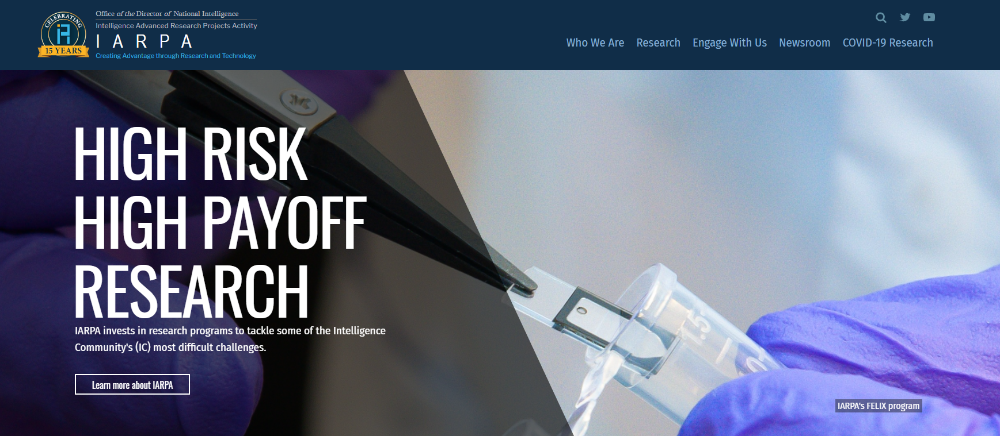 CELEBRATING
15 YEARS
Office of the Director of National Intelligence
Intelligence Advanced Research Projects Activity
IARPA
Creating Advantage through Research and Technology
Who We Are
Research
Engage With Us
Newsroom
COVID-19 Research
HIGH RISK
HIGH PAYOFF
RESEARCH
IARPA invests in research programs to tackle some of the Intelligence
Community's (IC) most difficult challenges.
Learn more about IARPA
1.5
IARPA's FELIX program